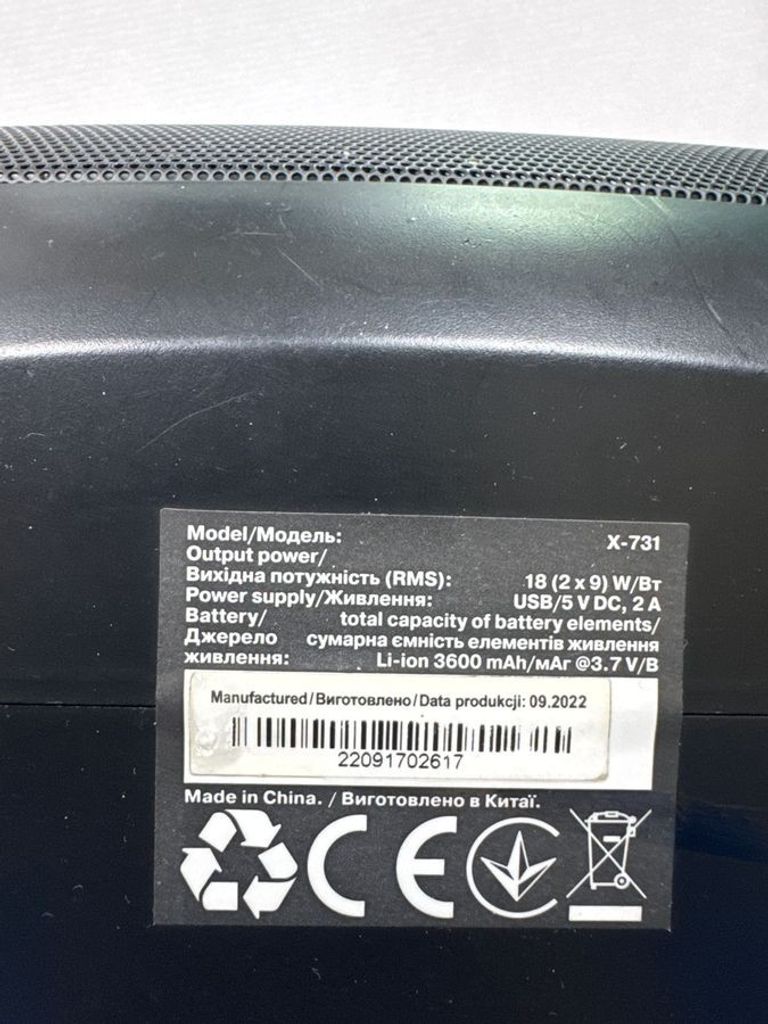 Model/Модель: X-731
Output power/
Вихідна потужність (RMS): 18 (2 x 9) W/Вт
Power supply/Живлення: USB/5 V DC, 2 A
Battery/ total capacity of battery elements/
Джерело сумарна ємність елементів живлення
живлення: Li-ion 3600 mAh/мАг @3.7 V/В
Manufactured/Виготовлено/Data produkcji: 09.2022
22091702617
Made in China. / Виготовлено в Китаї.
CE